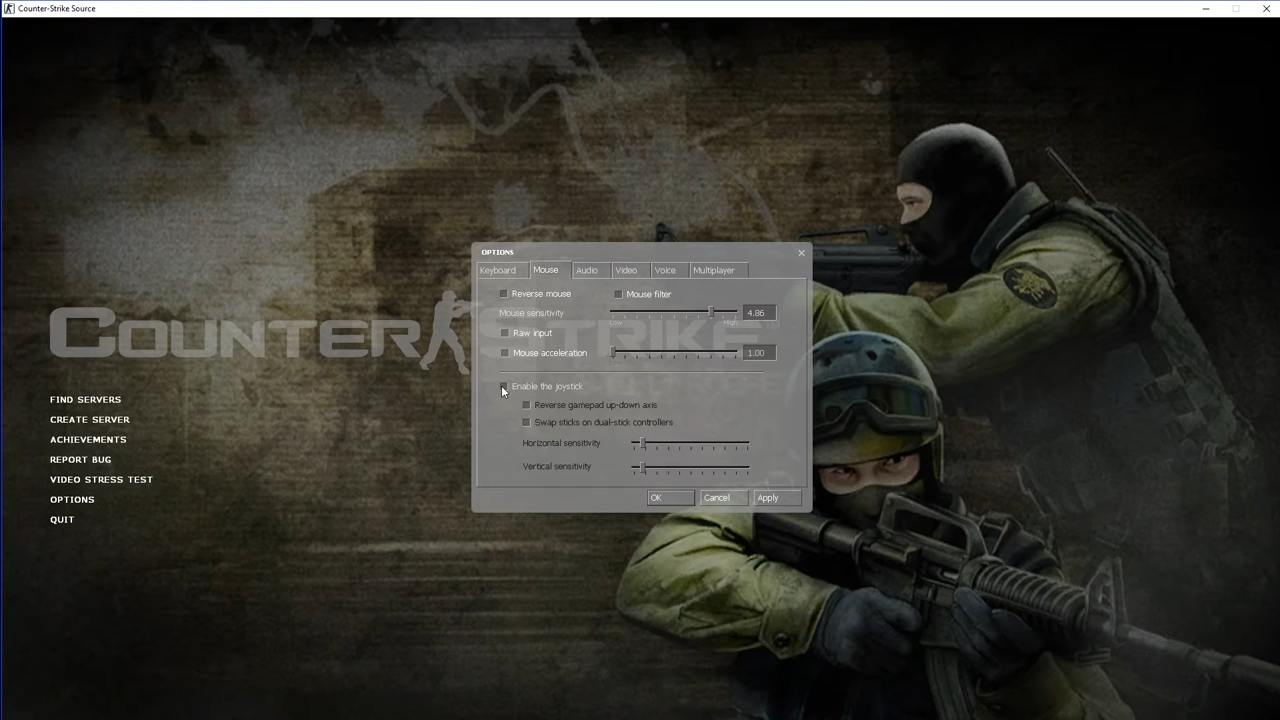 Counter-Strike Source
COUNTER STRIKE
FIND SERVERS
CREATE SERVER
ACHIEVEMENTS
REPORT BUG
VIDEO STRESS TEST
OPTIONS
QUIT
OPTIONS
Keyboard Mouse Audio Video Voice Multiplayer
Reverse mouse Mouse filter
Mouse sensitivity 4.86
Low High
Raw input
Mouse acceleration 1.00
Enable the joystick
Reverse gamepad up-down axis
Swap sticks on dual-stick controllers
Horizontal sensitivity
Vertical sensitivity
OK Cancel Apply